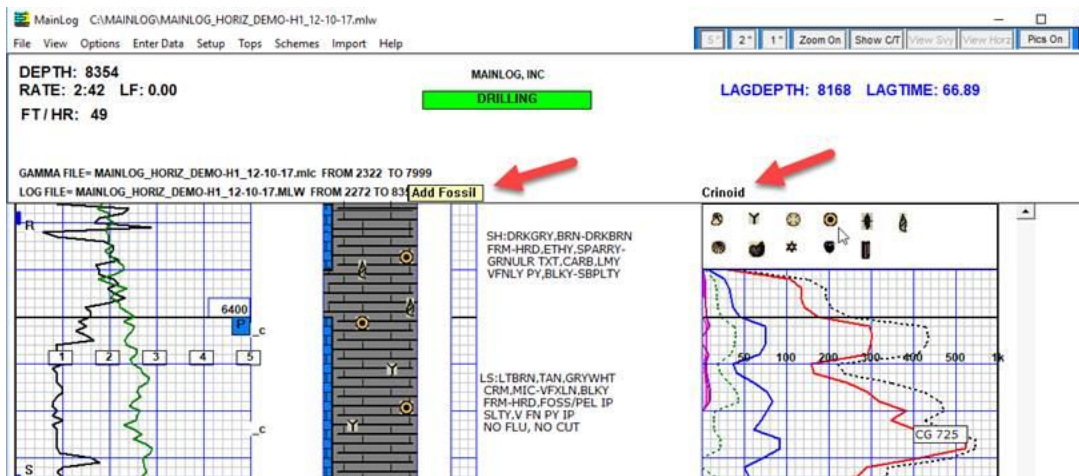 MainLog C:\MAINLOG\MAINLOG_HORIZ_DEMO-H1_12-10-17.mlw
File View Options Enter Data Setup Tops Schemes Import Help
5" 2" 1" Zoom On Show C/T View Svy View Horz Pics On
DEPTH: 8354
RATE: 2:42 LF: 0.00
FT / HR: 49
MAINLOG, INC
DRILLING
LAGDEPTH: 8168 LAGTIME: 66.89
GAMMA FILE= MAINLOG_HORIZ_DEMO-H1_12-10-17.mlc FROM 2322 TO 7999
LOG FILE= MAINLOG_HORIZ_DEMO-H1_12-10-17.MLW FROM 2272 TO 835
Add Fossil
Crinoid
R
SH:DRKGRY,BRN-DRKBRN
FRM-HRD,ETHY,SPARRY-
GRNULR TXT,CARB,LMY
VFNLY PY,BLKY-SBPLTY
6400
P
_c
1 2 3 4 5
50 100 200 300 400 500 1k
LS:LTBRN,TAN,GRYWHT
CRM,MIC-VFXLN,BLKY
FRM-HRD,FOSS/PEL IP
SLTY,V FN PY IP
NO FLU, NO CUT
_c
CG 725
S